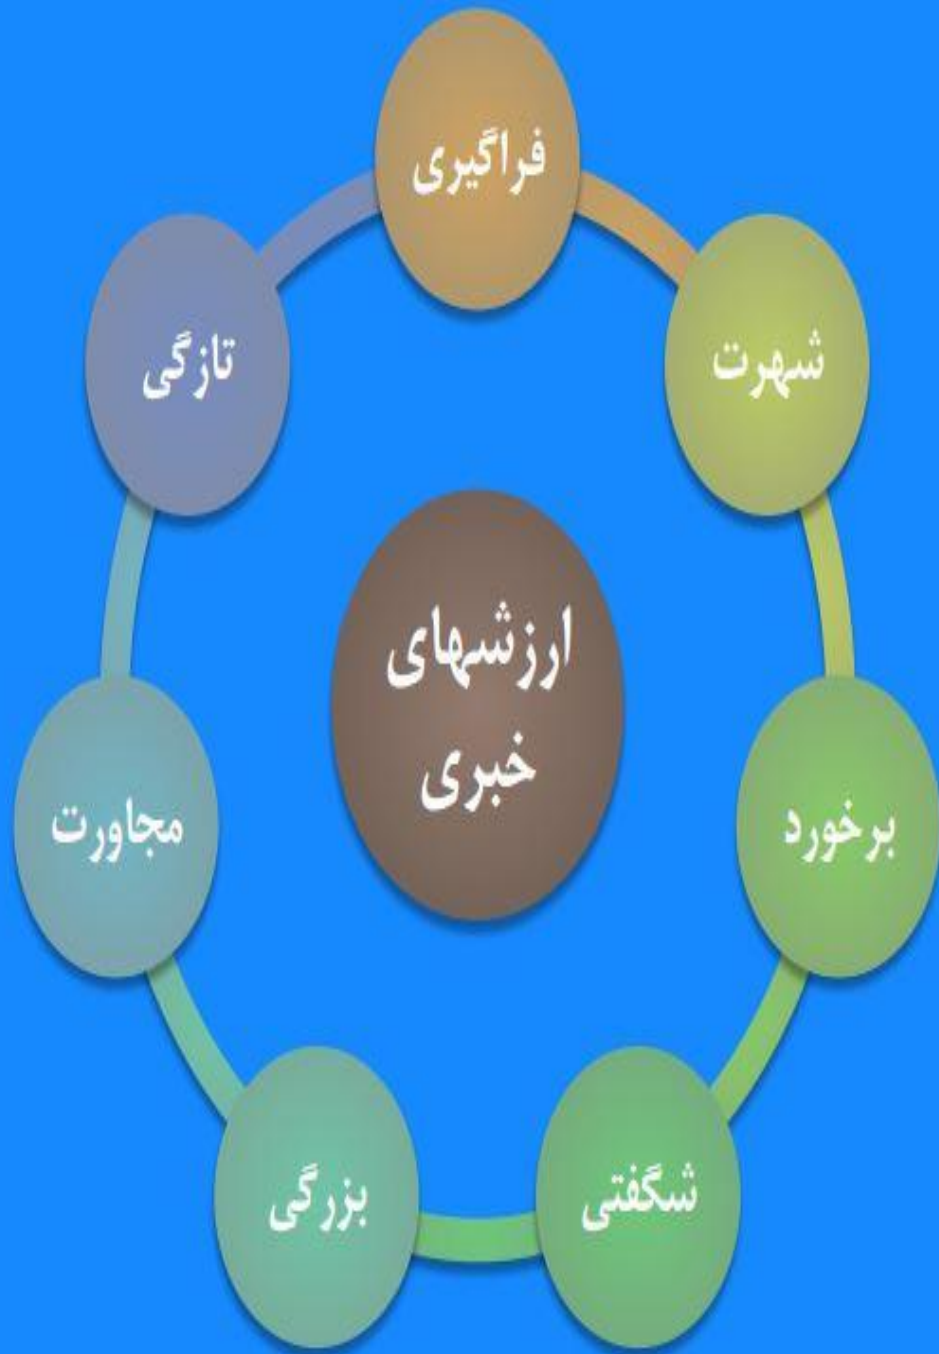 فراگیری
شهرت
تازگی
ارزشهای
خبری
برخورد
مجاورت
شگفتی
بزرگی